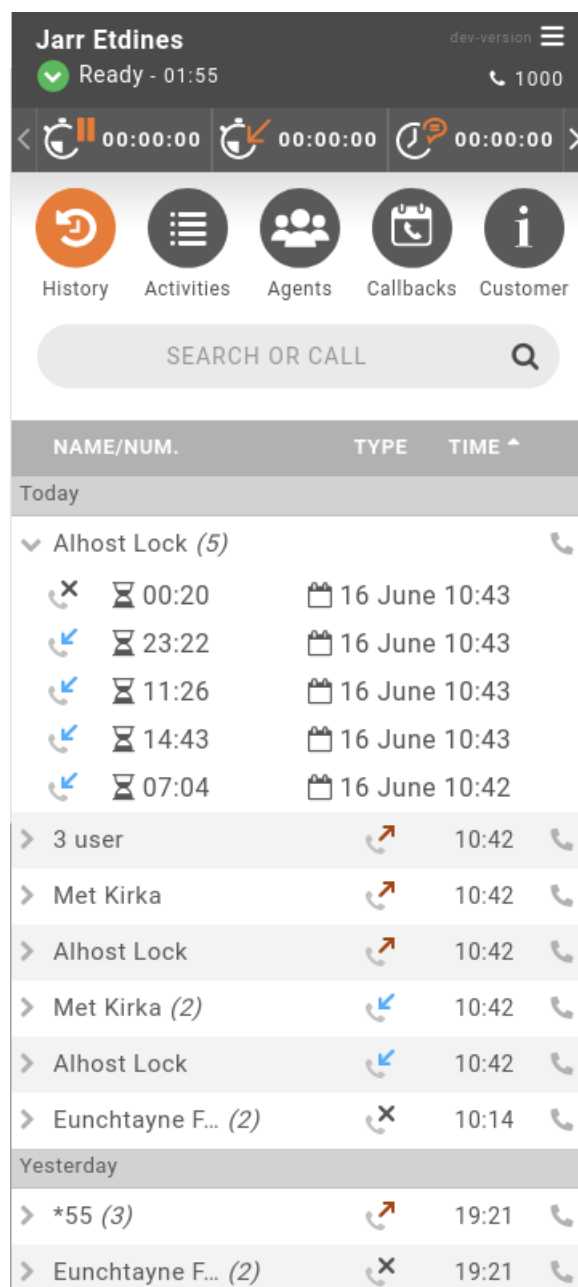 Jarr Etdines
dev-version
Ready - 01:55
1000
00:00:00 00:00:00 00:00:00
History Activities Agents Callbacks Customer
SEARCH OR CALL
NAME/NUM. TYPE TIME
Today
Alhost Lock (5)
00:20 16 June 10:43
23:22 16 June 10:43
11:26 16 June 10:43
14:43 16 June 10:43
07:04 16 June 10:42
3 user 10:42
Met Kirka 10:42
Alhost Lock 10:42
Met Kirka (2) 10:42
Alhost Lock 10:42
Eunchtayne F... (2) 10:14
Yesterday
*55 (3) 19:21
Eunchtayne F... (2) 19:21